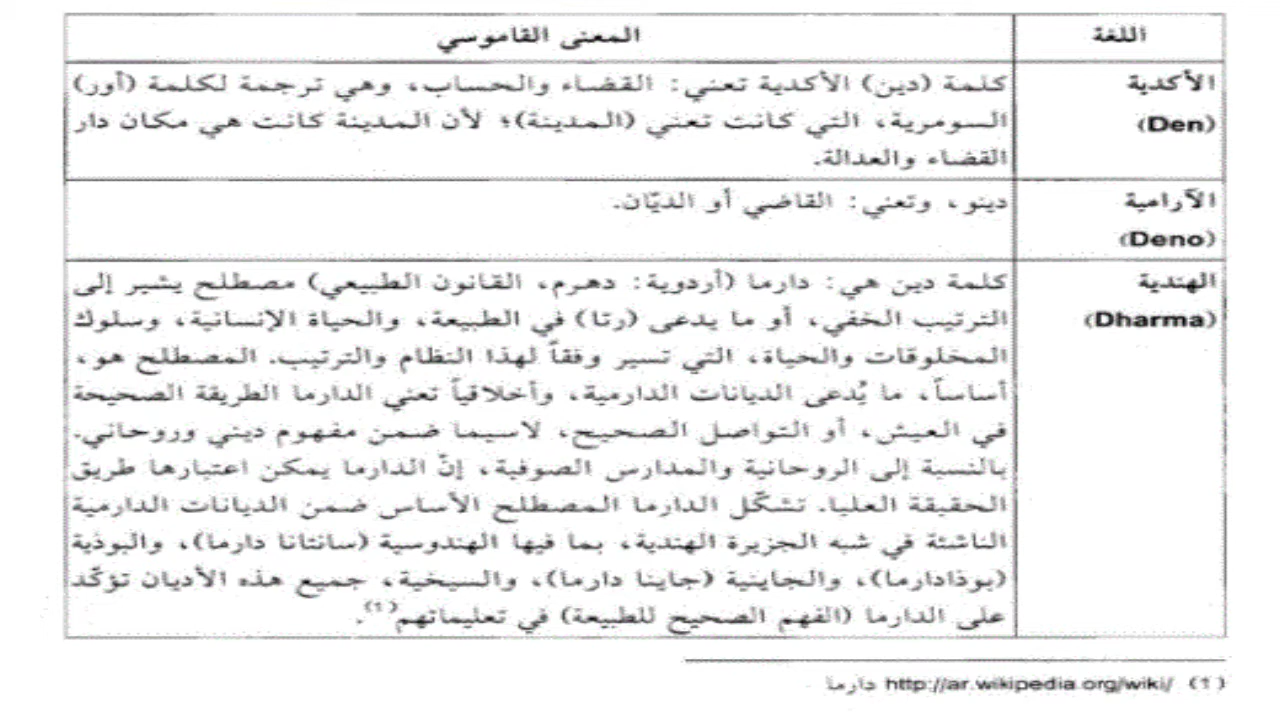 اللغة المعنى القاموسي
الأكدية كلمة (دين) الأكدية تعني: القضاء والحساب، وهي ترجمة لكلمة (أور)
(Den) السومرية، التي كانت تعني (المدينة)؛ لأن المدينة كانت هي مكان دار
القضاء والعدالة.
الآرامية دينو، وتعني: القاضي أو الديّان.
(Deno)
الهندية كلمة دين هي: دارما (أردوية: دهرم، القانون الطبيعي) مصطلح يشير إلى
(Dharma) الترتيب الخفي، أو ما يدعى (رتا) في الطبيعة، والحياة الإنسانية، وسلوك
المخلوقات والحياة، التي تسير وفقاً لهذا النظام والترتيب. المصطلح هو،
أساساً، ما يُدعى الديانات الدارمية، وأخلاقياً تعني الدارما الطريقة الصحيحة
في العيش، أو التواصل الصحيح، لاسيما ضمن مفهوم ديني وروحاني.
بالنسبة إلى الروحانية والمدارس الصوفية، إنّ الدارما يمكن اعتبارها طريق
الحقيقة العليا. تشكّل الدارما المصطلح الأساس ضمن الديانات الدارمية
الناشئة في شبه الجزيرة الهندية، بما فيها الهندوسية (سانتانا دارما)، والبوذية
(بوذادارما)، والجاينية (جاينا دارما)، والسيخية، جميع هذه الأديان تؤكّد
على الدارما (الفهم الصحيح للطبيعة) في تعليماتهم(1).
(1) http://ar.wikipedia.org/wiki/ دارما